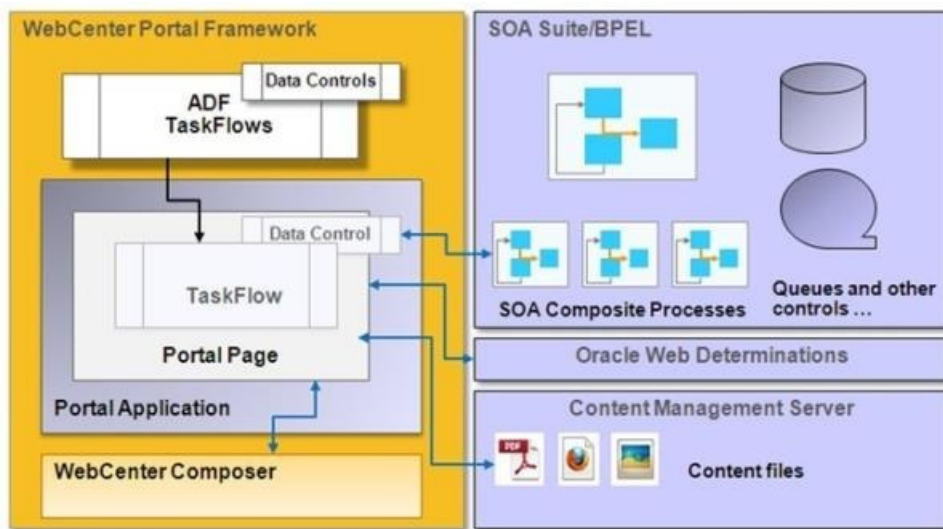 WebCenter Portal Framework
Data Controls
ADF
TaskFlows
Data Control
TaskFlow
Portal Page
Portal Application
WebCenter Composer
SOA Suite/BPEL
SOA Composite Processes
Queues and other
controls ...
Oracle Web Determinations
Content Management Server
PDF
Content files